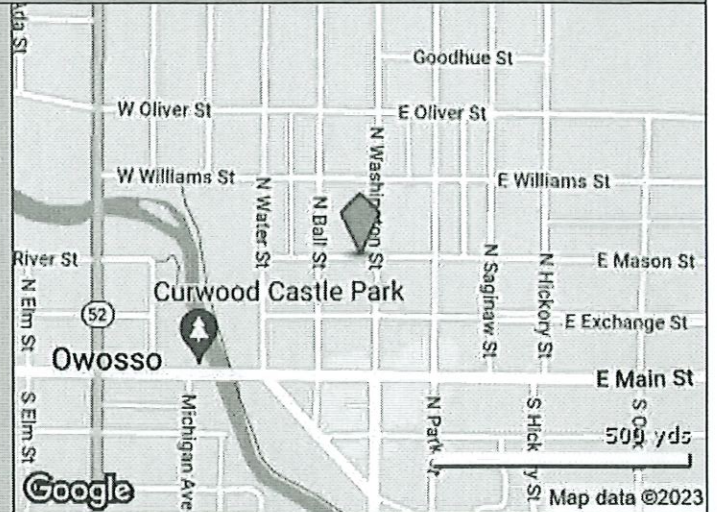 Ada St
Goodhue St
W Oliver St
E Oliver St
N Washington St
W Williams St
E Williams St
N Water St
N Ball St
River St
E Mason St
N Elm St
N Saginaw St
N Hickory St
Curwood Castle Park
52
E Exchange St
Owosso
E Main St
S Elm St
Michigan Ave
N Park
S Hick
y St
500 yds
Google
Map data ©2023